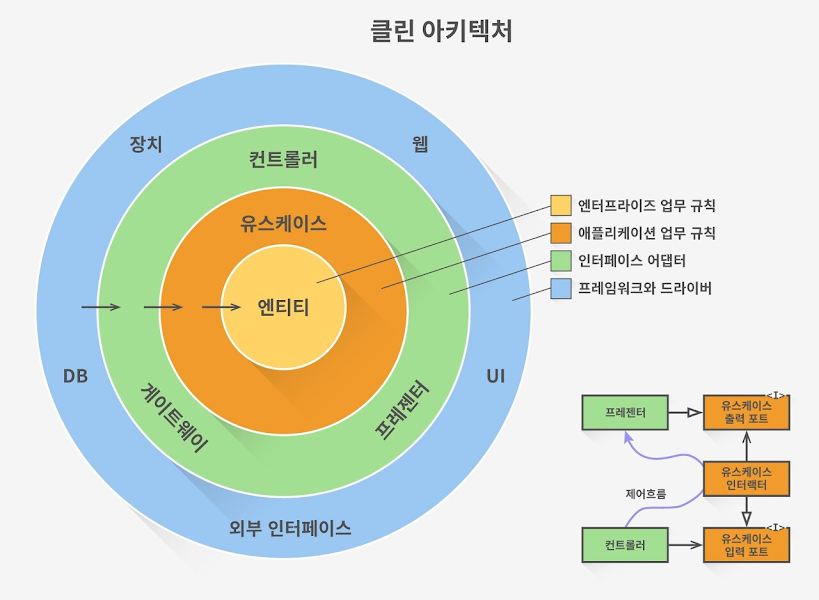 클린 아키텍처
장치
웹
컨트롤러
유스케이스
엔티티
DB
UI
게이트웨이
프레젠터
외부 인터페이스
엔터프라이즈 업무 규칙
애플리케이션 업무 규칙
인터페이스 어댑터
프레임워크와 드라이버
프레젠터
<I>
유스케이스
출력 포트
유스케이스
인터랙터
제어흐름
컨트롤러
<I>
유스케이스
입력 포트